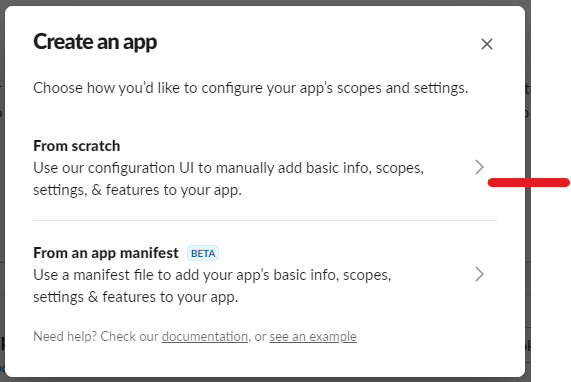 Create an app
Choose how you’d like to configure your app’s scopes and settings.
From scratch
Use our configuration UI to manually add basic info, scopes,
settings, & features to your app.
From an app manifest BETA
Use a manifest file to add your app’s basic info, scopes,
settings & features to your app.
Need help? Check our documentation, or see an example